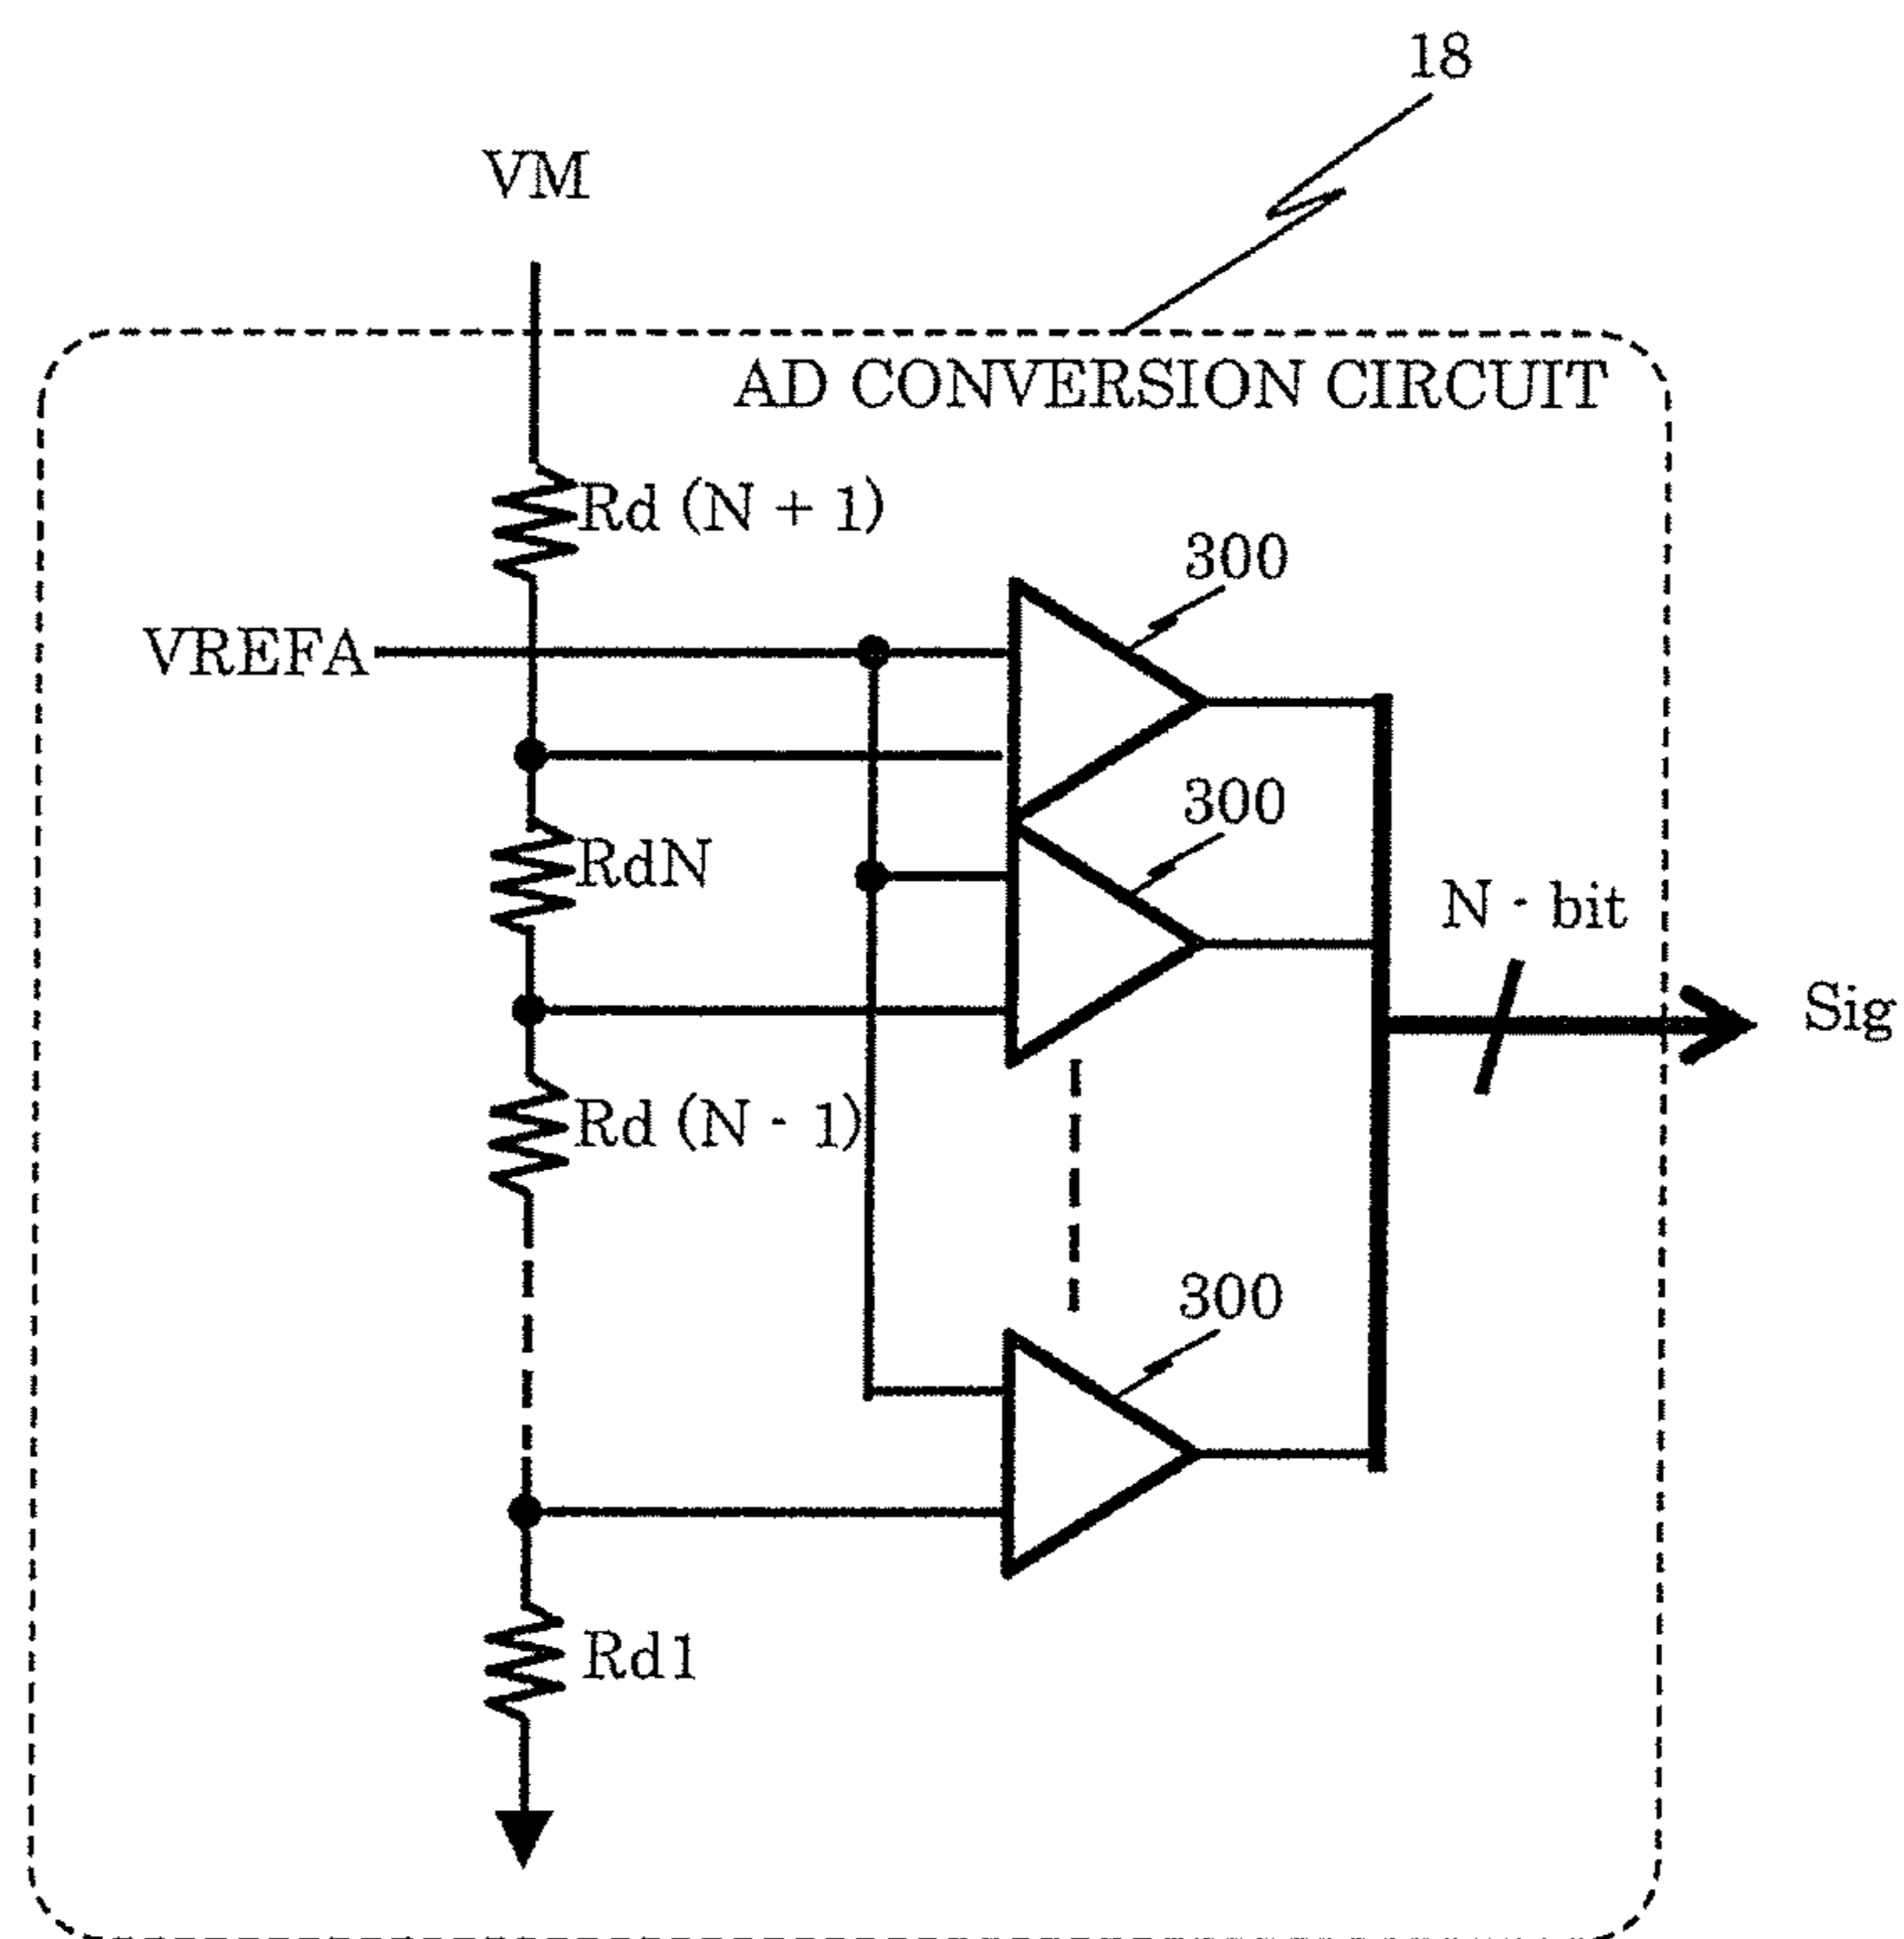 18
VM
AD CONVERSION CIRCUIT
Rd (N + 1)
300
VREFA
300
RdN
N - bit
Sig
Rd (N - 1)
300
Rd1